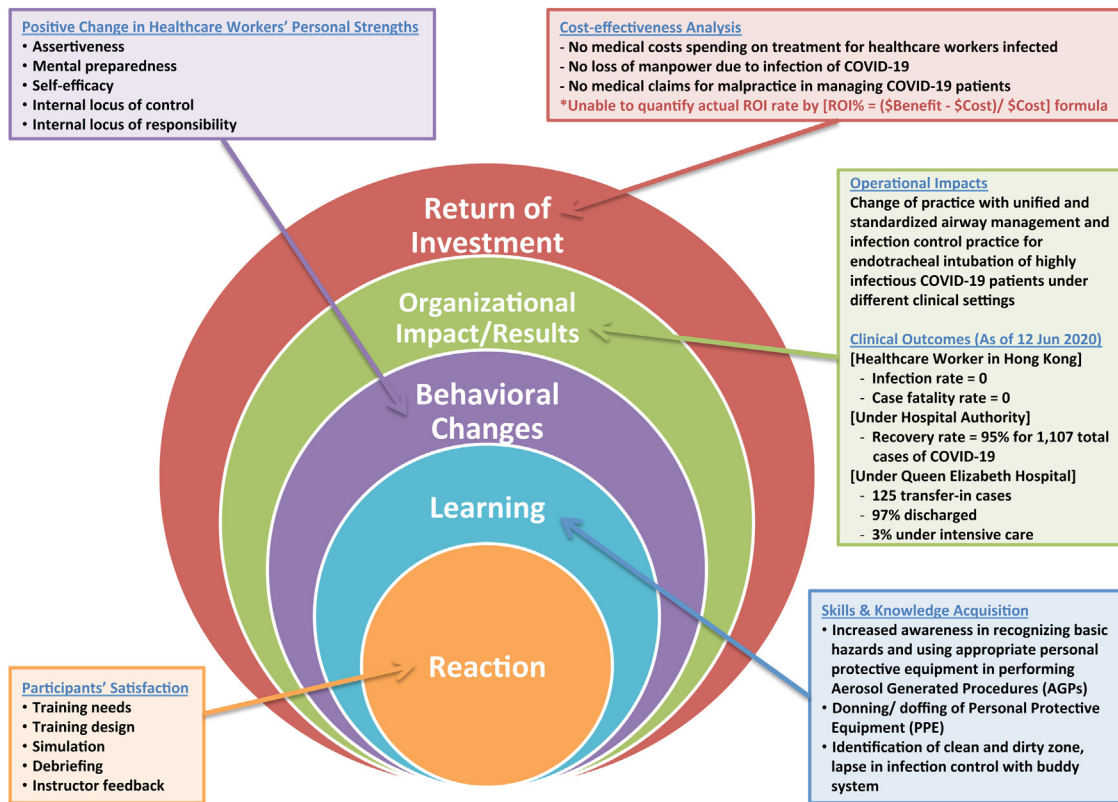 Positive Change in Healthcare Workers' Personal Strengths
• Assertiveness
• Mental preparedness
• Self-efficacy
• Internal locus of control
• Internal locus of responsibility
Cost-effectiveness Analysis
- No medical costs spending on treatment for healthcare workers infected
- No loss of manpower due to infection of COVID-19
- No medical claims for malpractice in managing COVID-19 patients
*Unable to quantify actual ROI rate by [ROI% = ($Benefit - $Cost)/ $Cost] formula
Return of
Investment
Organizational
Impact/Results
Behavioral
Changes
Learning
Reaction
Operational Impacts
Change of practice with unified and
standardized airway management and
infection control practice for
endotracheal intubation of highly
infectious COVID-19 patients under
different clinical settings
Clinical Outcomes (As of 12 Jun 2020)
[Healthcare Worker in Hong Kong]
- Infection rate = 0
- Case fatality rate = 0
[Under Hospital Authority]
- Recovery rate = 95% for 1,107 total
cases of COVID-19
[Under Queen Elizabeth Hospital]
- 125 transfer-in cases
- 97% discharged
- 3% under intensive care
Participants' Satisfaction
• Training needs
• Training design
• Simulation
• Debriefing
• Instructor feedback
Skills & Knowledge Acquisition
• Increased awareness in recognizing basic
hazards and using appropriate personal
protective equipment in performing
Aerosol Generated Procedures (AGPs)
• Donning/ doffing of Personal Protective
Equipment (PPE)
• Identification of clean and dirty zone,
lapse in infection control with buddy
system